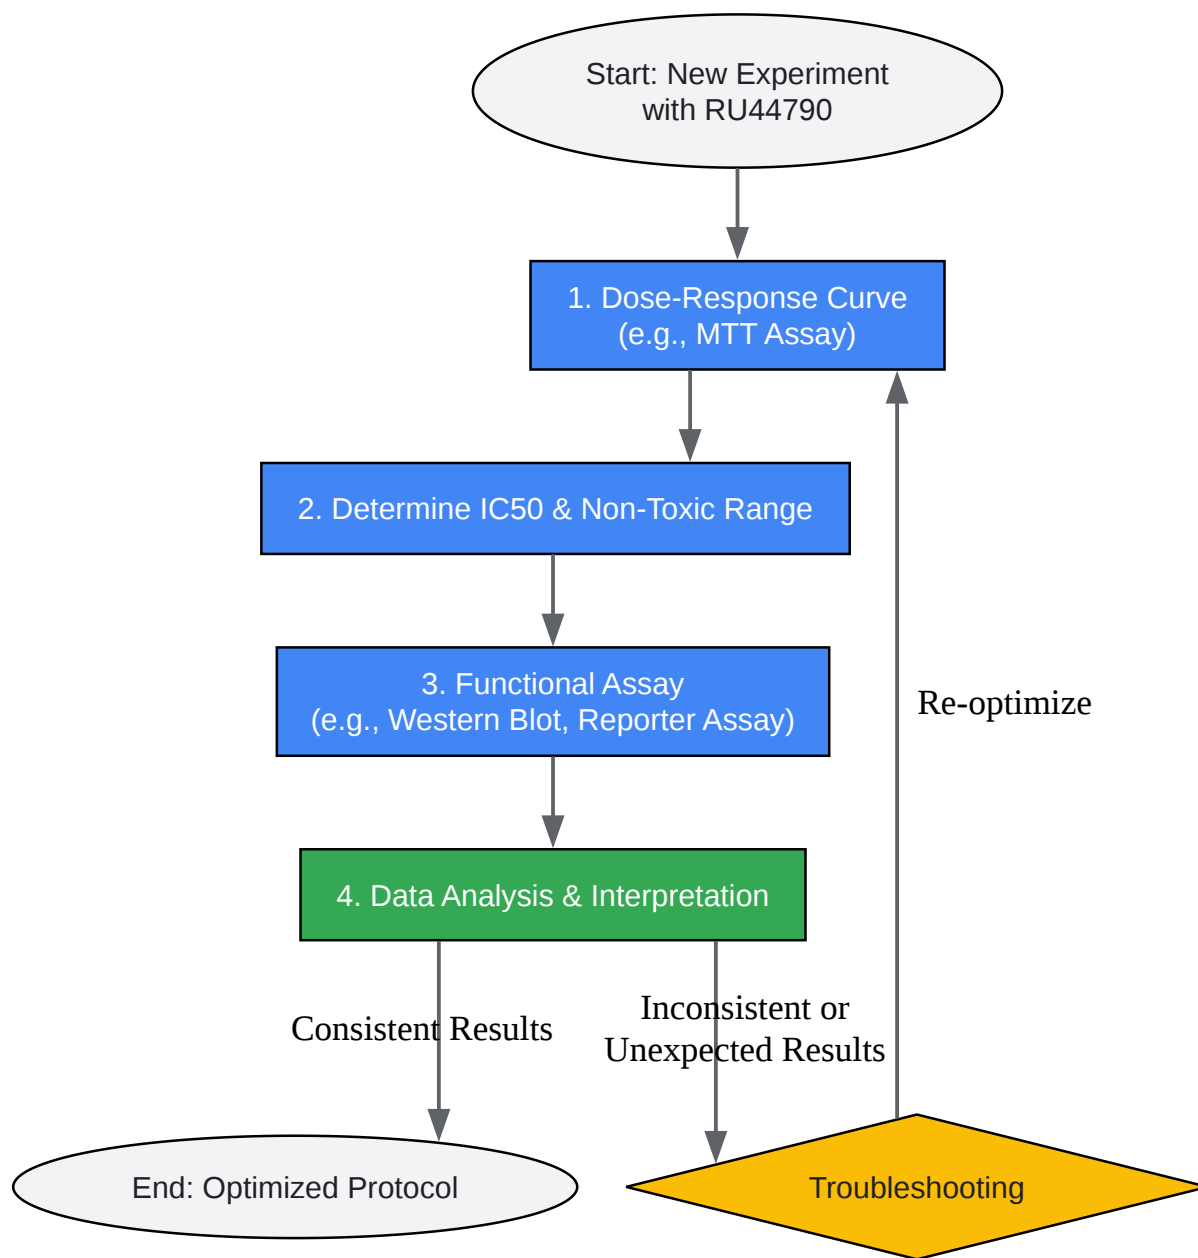 Start: New Experiment
with RU44790
1. Dose-Response Curve
(e.g., MTT Assay)
2. Determine IC50 & Non-Toxic Range
3. Functional Assay
(e.g., Western Blot, Reporter Assay)
Re-optimize
4. Data Analysis & Interpretation
Consistent Results
Inconsistent or
Unexpected Results
End: Optimized Protocol
Troubleshooting